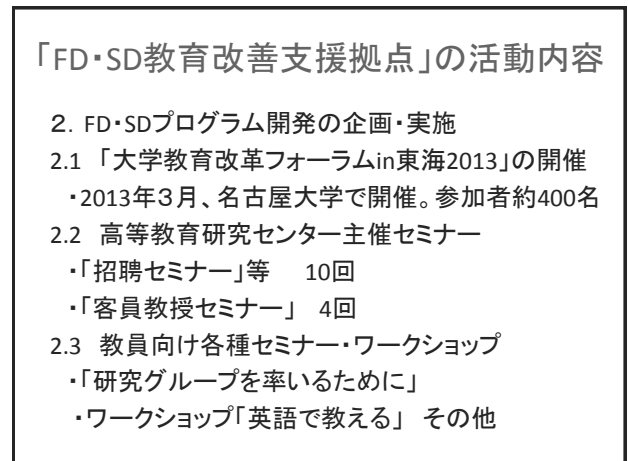 「FD･SD教育改善支援拠点」の活動内容
２. FD･SDプログラム開発の企画･実施
2.1 「大学教育改革フォーラムin東海2013」の開催
･2013年３月、名古屋大学で開催。参加者約400名
2.2 高等教育研究センター主催セミナー
･「招聘セミナー」等　10回
･「客員教授セミナー」 4回
2.3 教員向け各種セミナー･ワークショップ
･「研究グループを率いるために」
･ワークショップ「英語で教える」 その他